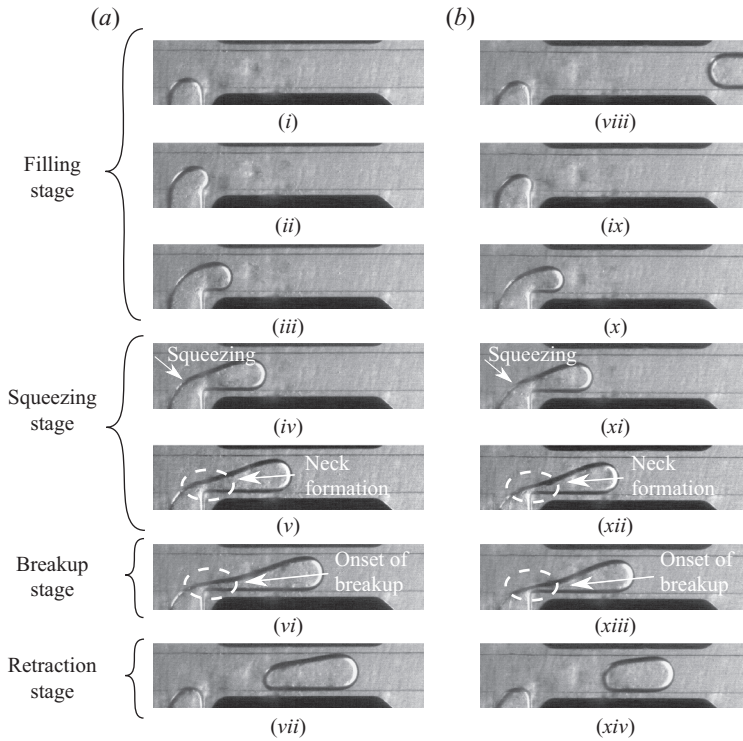 (a)
(b)
Filling
stage
(i)
(viii)
(ii)
(ix)
(iii)
(x)
Squeezing
stage
Squeezing
Squeezing
(iv)
(xi)
Neck
formation
Neck
formation
(v)
(xii)
Breakup
stage
Onset of
breakup
Onset of
breakup
(vi)
(xiii)
Retraction
stage
(vii)
(xiv)